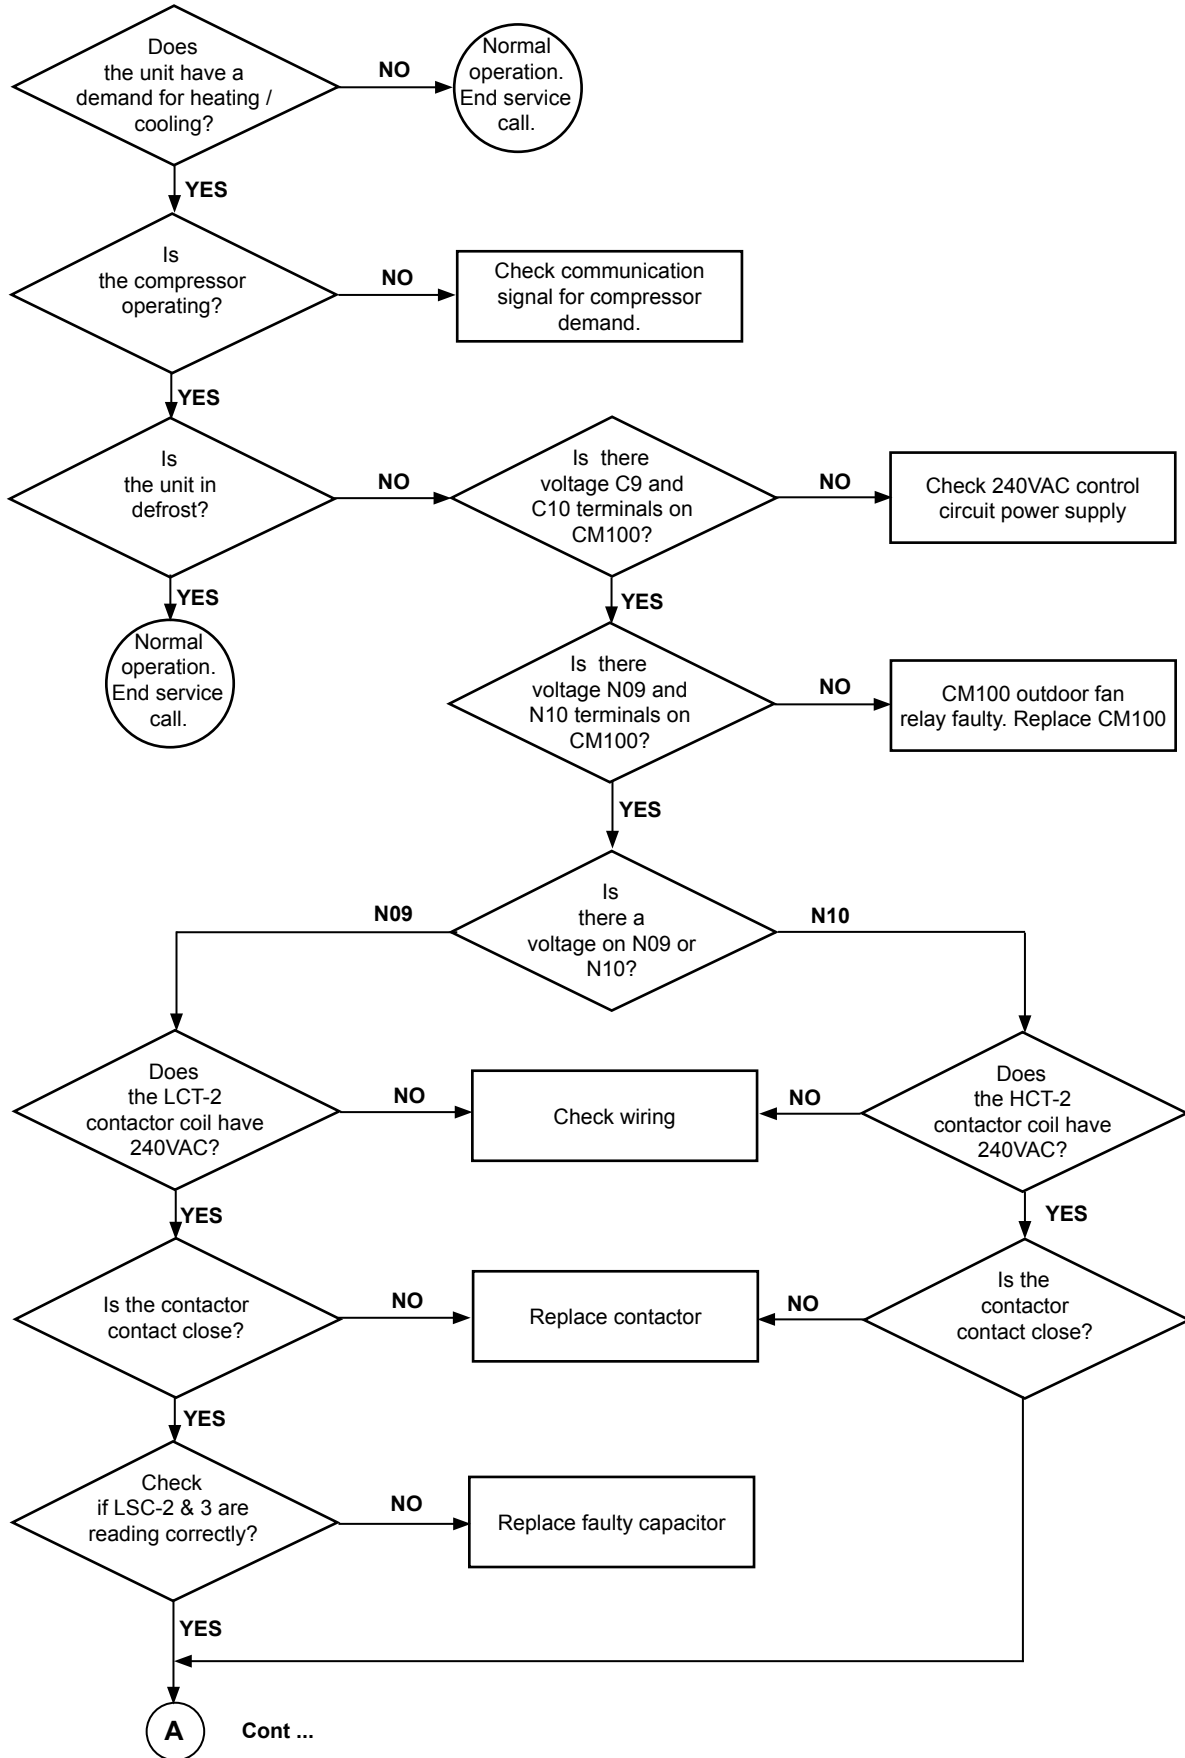 Does
the unit have a
demand for heating /
cooling?
NO
Normal
operation.
End service
call.
YES
Is
the compressor
operating?
NO
Check communication
signal for compressor
demand.
YES
Is
the unit in
defrost?
NO
Is there
voltage C9 and
C10 terminals on
CM100?
NO
Check 240VAC control
circuit power supply
YES
Normal
operation.
End service
call.
YES
Is there
voltage N09 and
N10 terminals on
CM100?
NO
CM100 outdoor fan
relay faulty. Replace CM100
YES
Is
there a
voltage on N09 or
N10?
N09
N10
Does
the LCT-2
contactor coil have
240VAC?
NO
Check wiring
NO
Does
the HCT-2
contactor coil have
240VAC?
YES
YES
Is the contactor
contact close?
NO
Replace contactor
NO
Is the
contactor
contact close?
YES
Check
if LSC-2 & 3 are
reading correctly?
NO
Replace faulty capacitor
YES
A
Cont ...